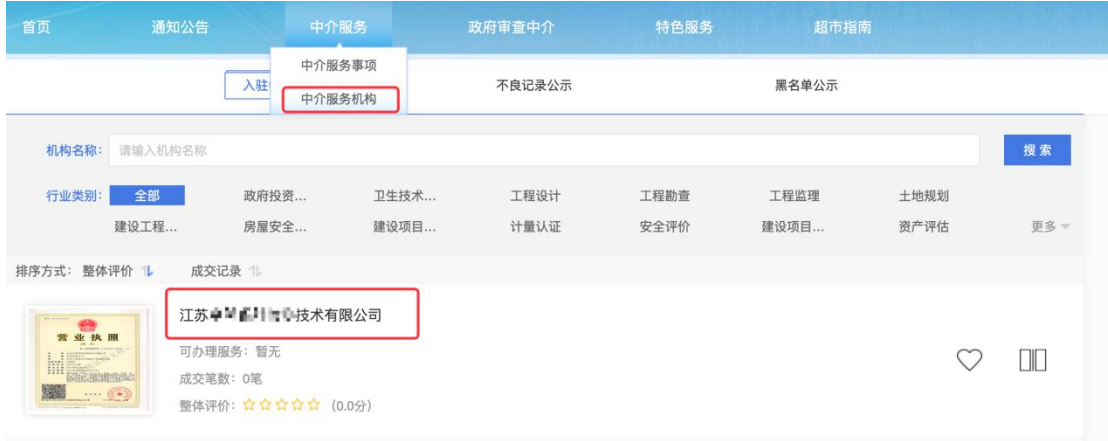 首页 通知公告 中介服务 政府审查中介 特色服务 超市指南
中介服务事项
入驻 不良记录公示 黑名单公示
中介服务机构
机构名称： 请输入机构名称 搜索
行业类别： 全部 政府投资... 卫生技术... 工程设计 工程勘查 工程监理 土地规划
建设工程... 房屋安全... 建设项目... 计量认证 安全评价 建设项目... 资产评估 更多
排序方式： 整体评价 成交记录
江苏 技术有限公司
营业执照
可办理服务： 暂无
成交笔数： 0笔
整体评价： (0.0分)